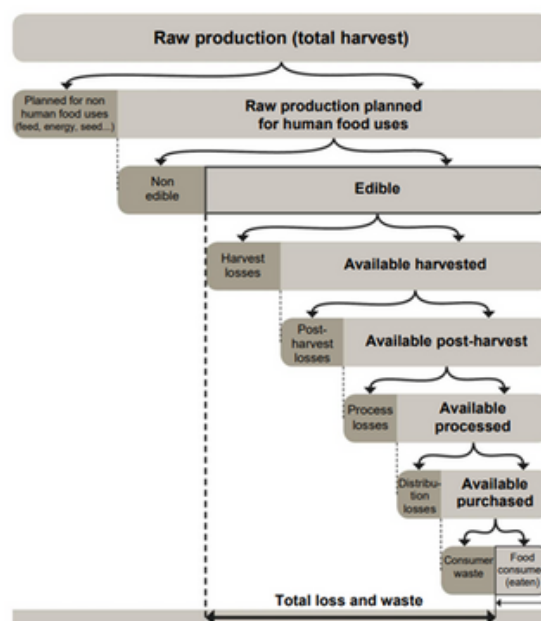 Raw production (total harvest)
Planned for non
human food uses
(feed, energy, seed...)
Raw production planned
for human food uses
Non
edible
Edible
Harvest
losses
Available harvested
Post-
harvest
losses
Available post-harvest
Process
losses
Available
processed
Distribu-
tion
losses
Available
purchased
Consumer
waste
Food
consume
(eaten)
Total loss and waste